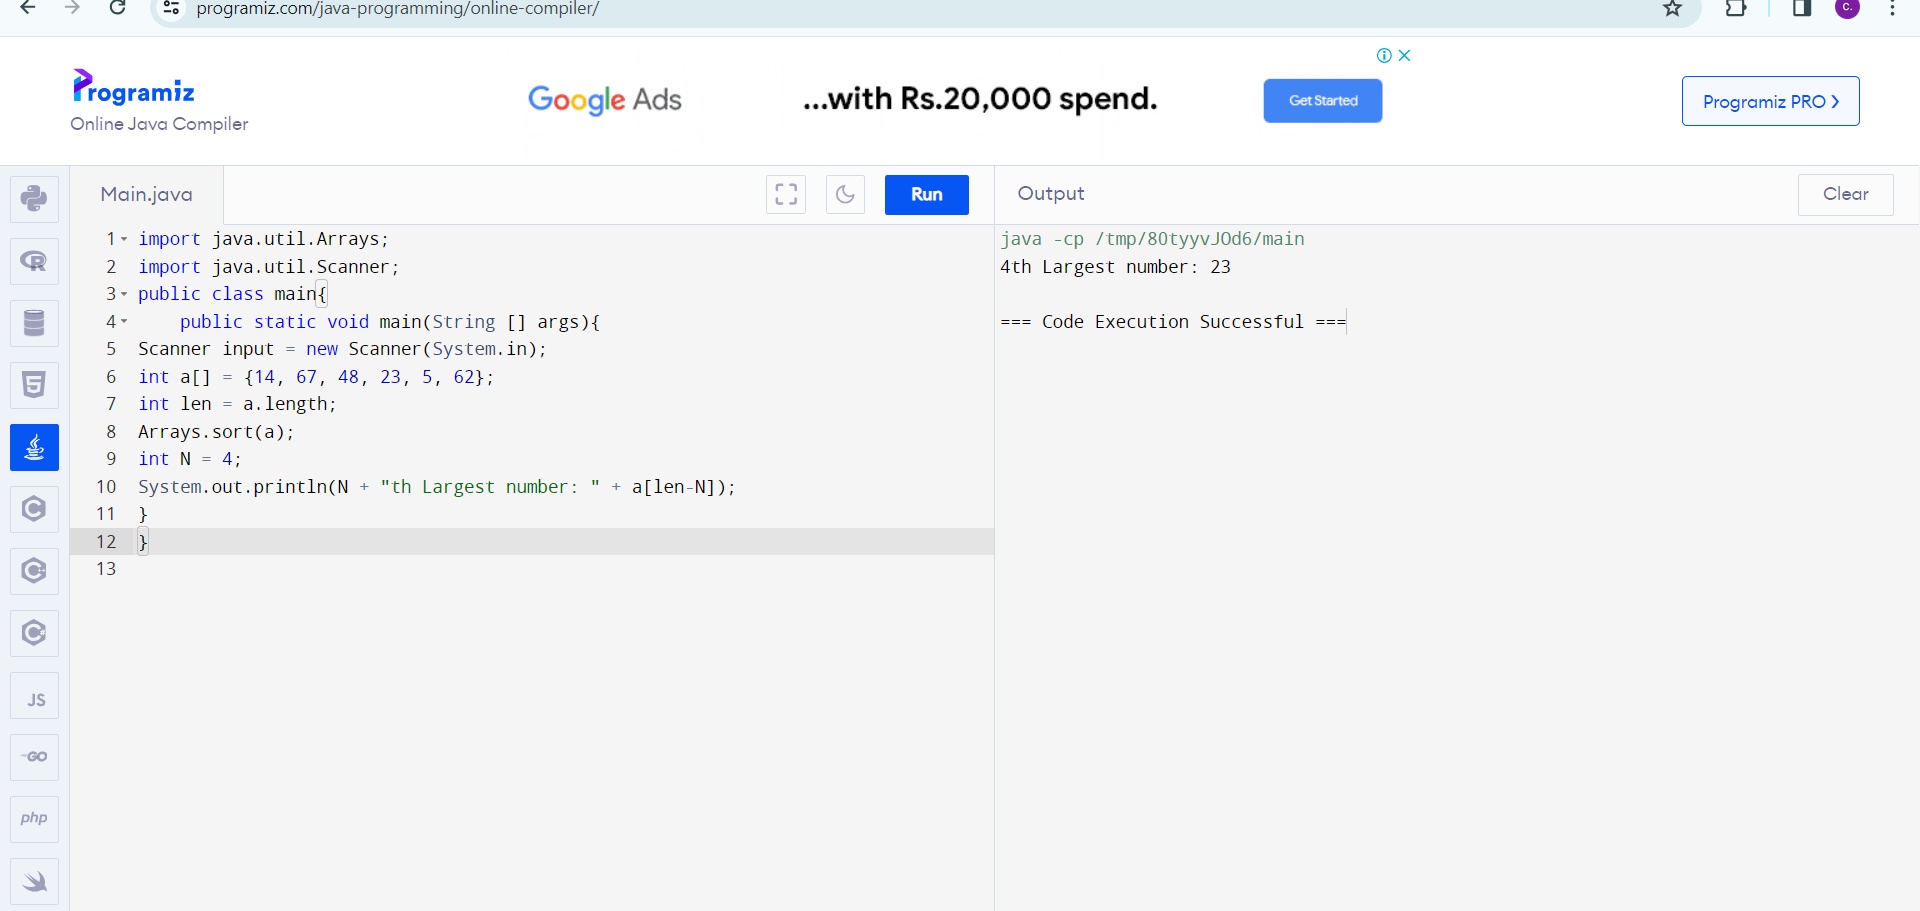 programiz.com/java-programming/online-compiler/
c.
Programiz
Online Java Compiler
Google Ads
...with Rs.20,000 spend.
Get Started
Programiz PRO ❯
Main.java
Run
Output
Clear
1 import java.util.Arrays;
2 import java.util.Scanner;
3 public class main{
4     public static void main(String [] args){
5 Scanner input = new Scanner(System.in);
6 int a[] = {14, 67, 48, 23, 5, 62};
7 int len = a.length;
8 Arrays.sort(a);
9 int N = 4;
10 System.out.println(N + "th Largest number: " + a[len-N]);
11 }
12 }
13
java -cp /tmp/8OtyyvJOd6/main
4th Largest number: 23
=== Code Execution Successful ===
R
5
C
C
C
JS
GO
php